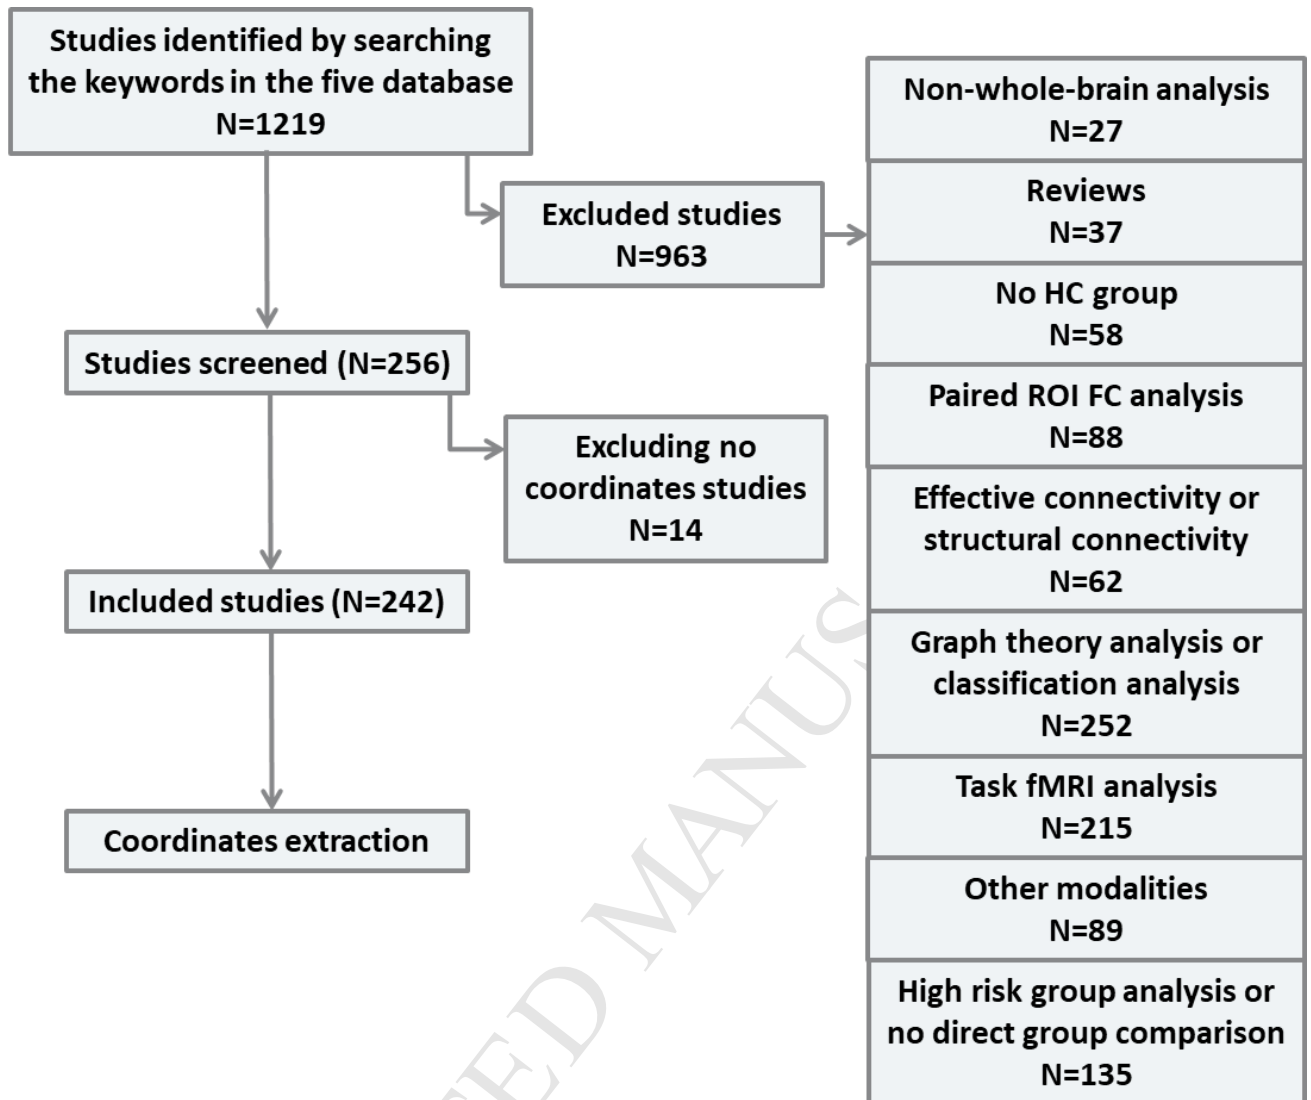 Studies identified by searching
the keywords in the five database
N=1219
Excluded studies
N=963
Studies screened (N=256)
Excluding no
coordinates studies
N=14
Included studies (N=242)
Coordinates extraction
Non-whole-brain analysis
N=27
Reviews
N=37
No HC group
N=58
Paired ROI FC analysis
N=88
Effective connectivity or
structural connectivity
N=62
Graph theory analysis or
classification analysis
N=252
Task fMRI analysis
N=215
Other modalities
N=89
High risk group analysis or
no direct group comparison
N=135
TED MANUS